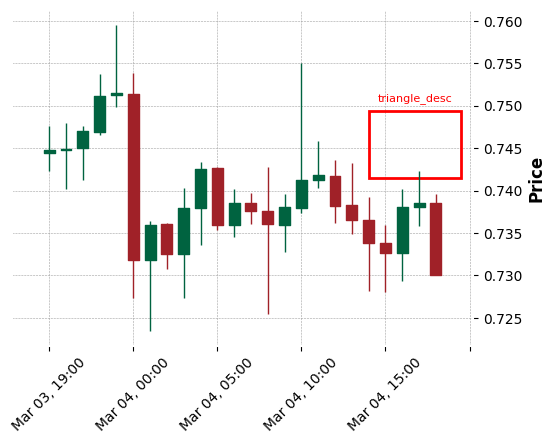 triangle_desc
0.760
0.755
0.750
0.745
0.740
0.735
0.730
0.725
Price
Mar 03, 19:00
Mar 04, 00:00
Mar 04, 05:00
Mar 04, 10:00
Mar 04, 15:00